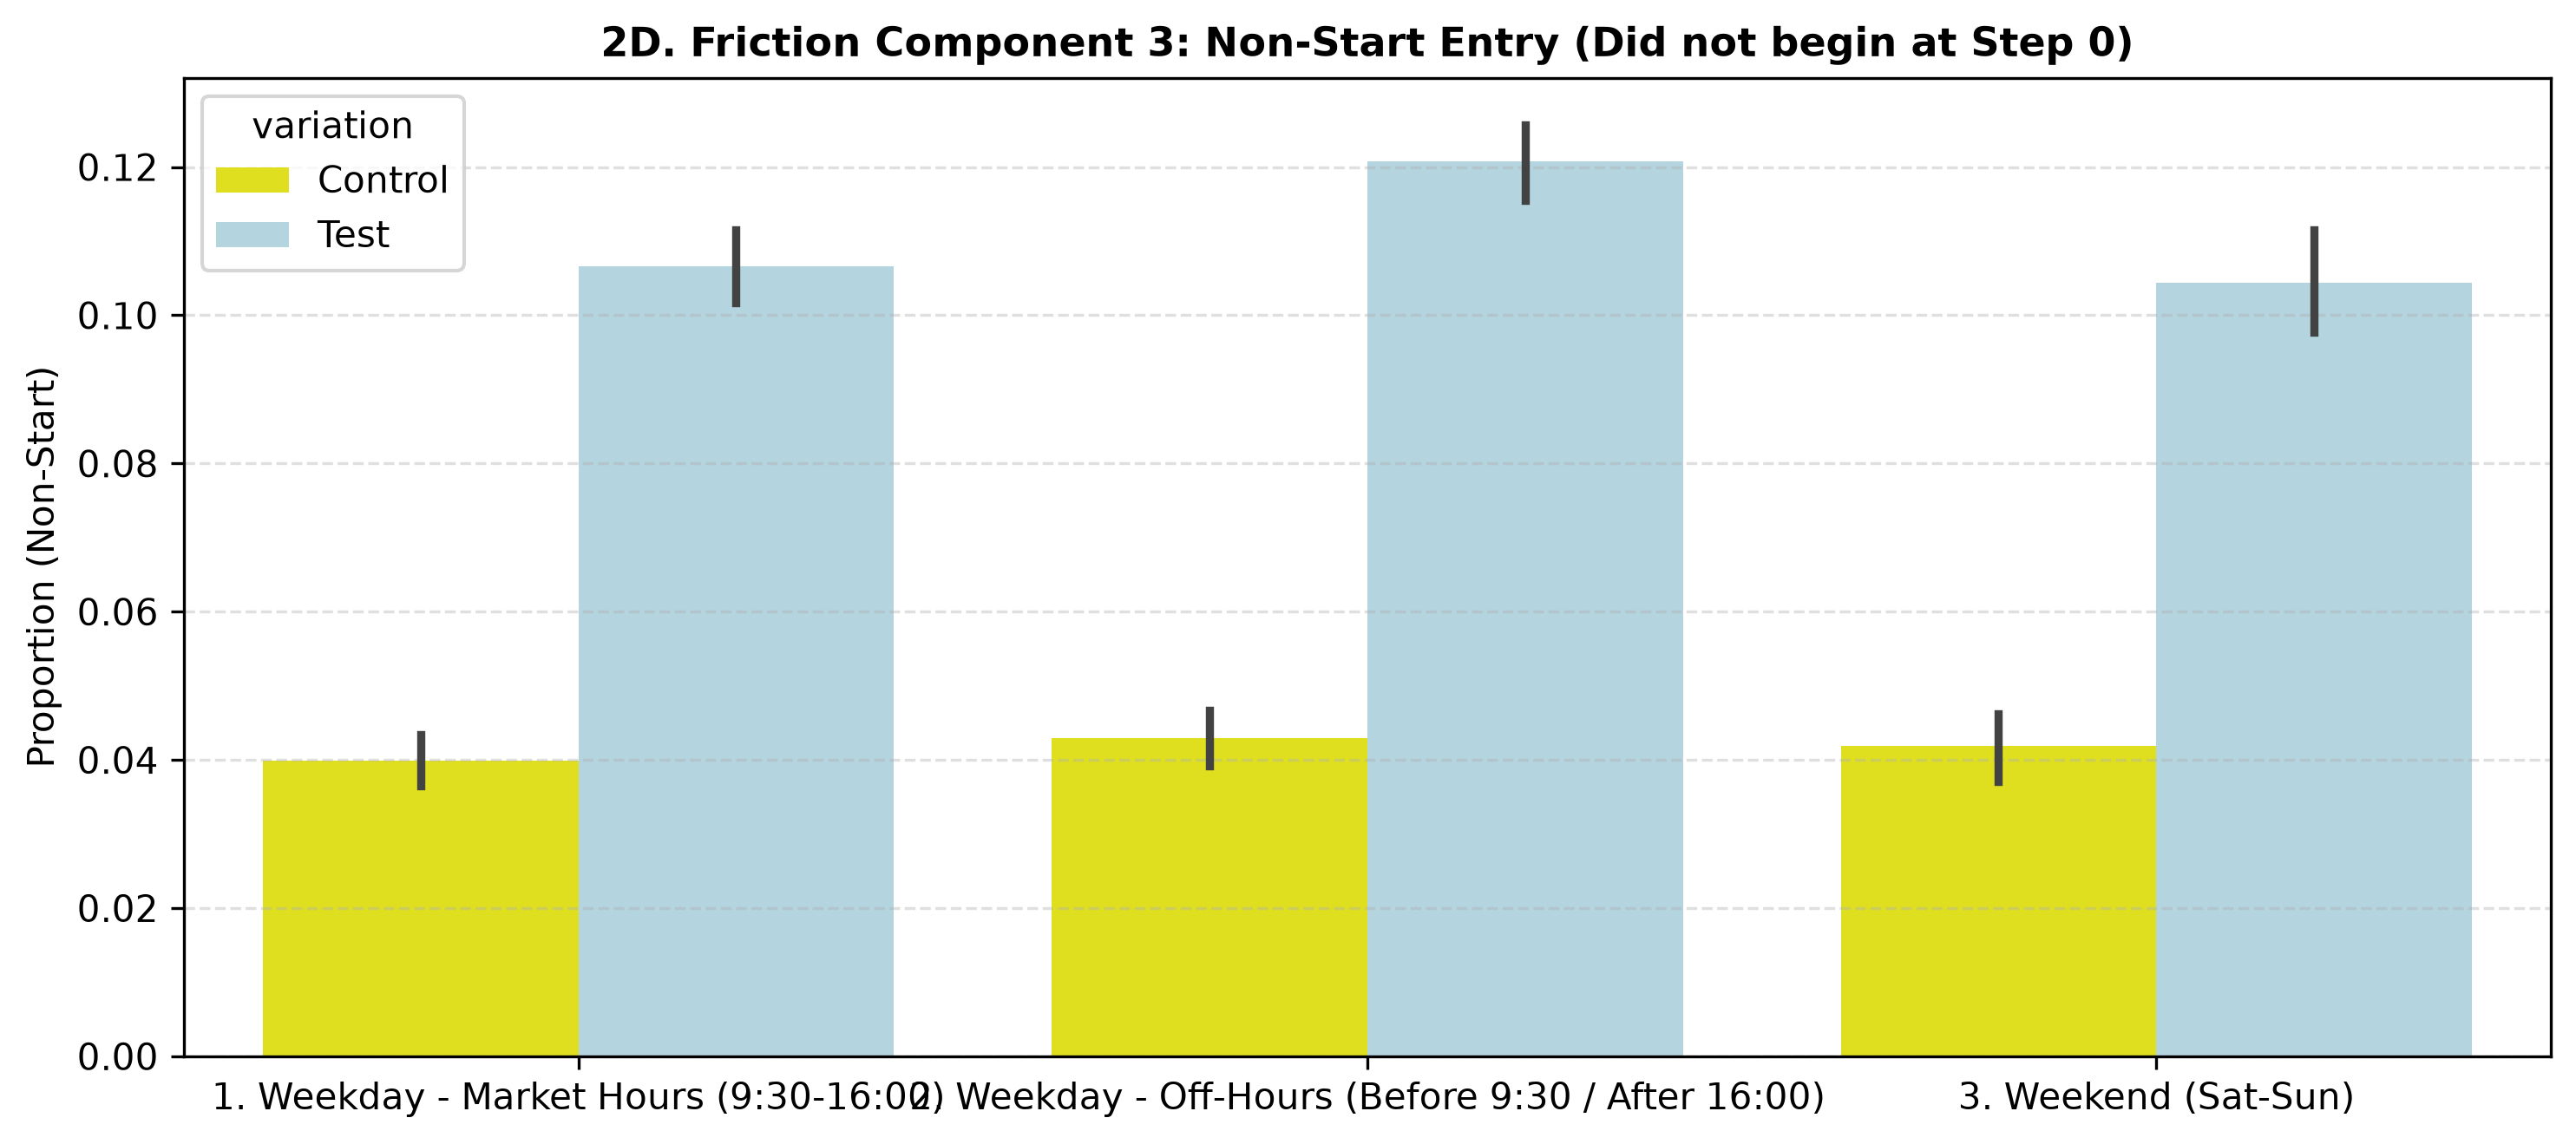 2D. Friction Component 3: Non-Start Entry (Did not begin at Step 0)
variation
Control
Test
Proportion (Non-Start)
0.12
0.10
0.08
0.06
0.04
0.02
0.00
1. Weekday - Market Hours (9:30-16:00)
2. Weekday - Off-Hours (Before 9:30 / After 16:00)
3. Weekend (Sat-Sun)